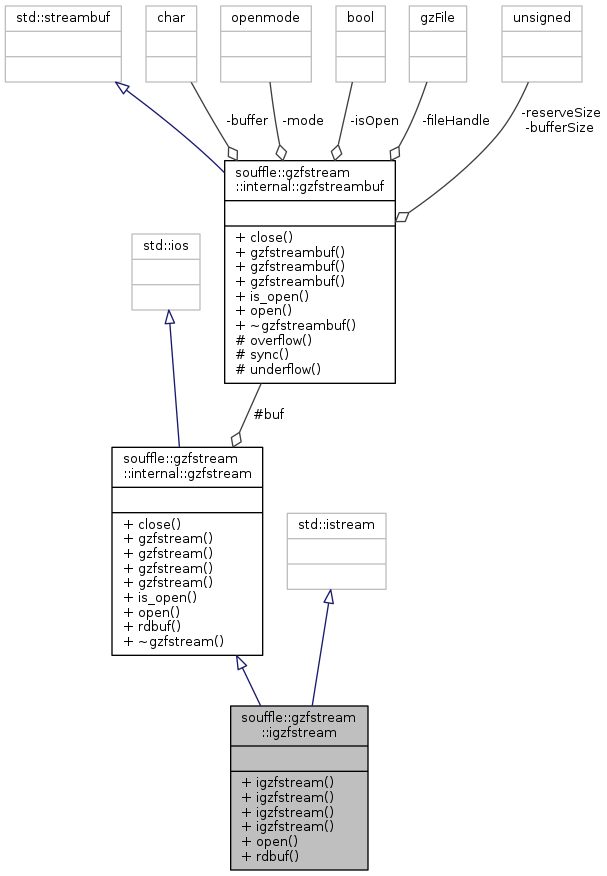 std::streambuf
char
openmode
bool
gzFile
unsigned
-buffer
-mode
-isOpen
-fileHandle
-reserveSize
-bufferSize
souffle::gzfstream
::internal::gzfstreambuf
+ close()
+ gzfstreambuf()
+ gzfstreambuf()
+ gzfstreambuf()
+ is_open()
+ open()
+ ~gzfstreambuf()
# overflow()
# sync()
# underflow()
std::ios
#buf
souffle::gzfstream
::internal::gzfstream
+ close()
+ gzfstream()
+ gzfstream()
+ gzfstream()
+ gzfstream()
+ is_open()
+ open()
+ rdbuf()
+ ~gzfstream()
std::istream
souffle::gzfstream
::igzfstream
+ igzfstream()
+ igzfstream()
+ igzfstream()
+ igzfstream()
+ open()
+ rdbuf()